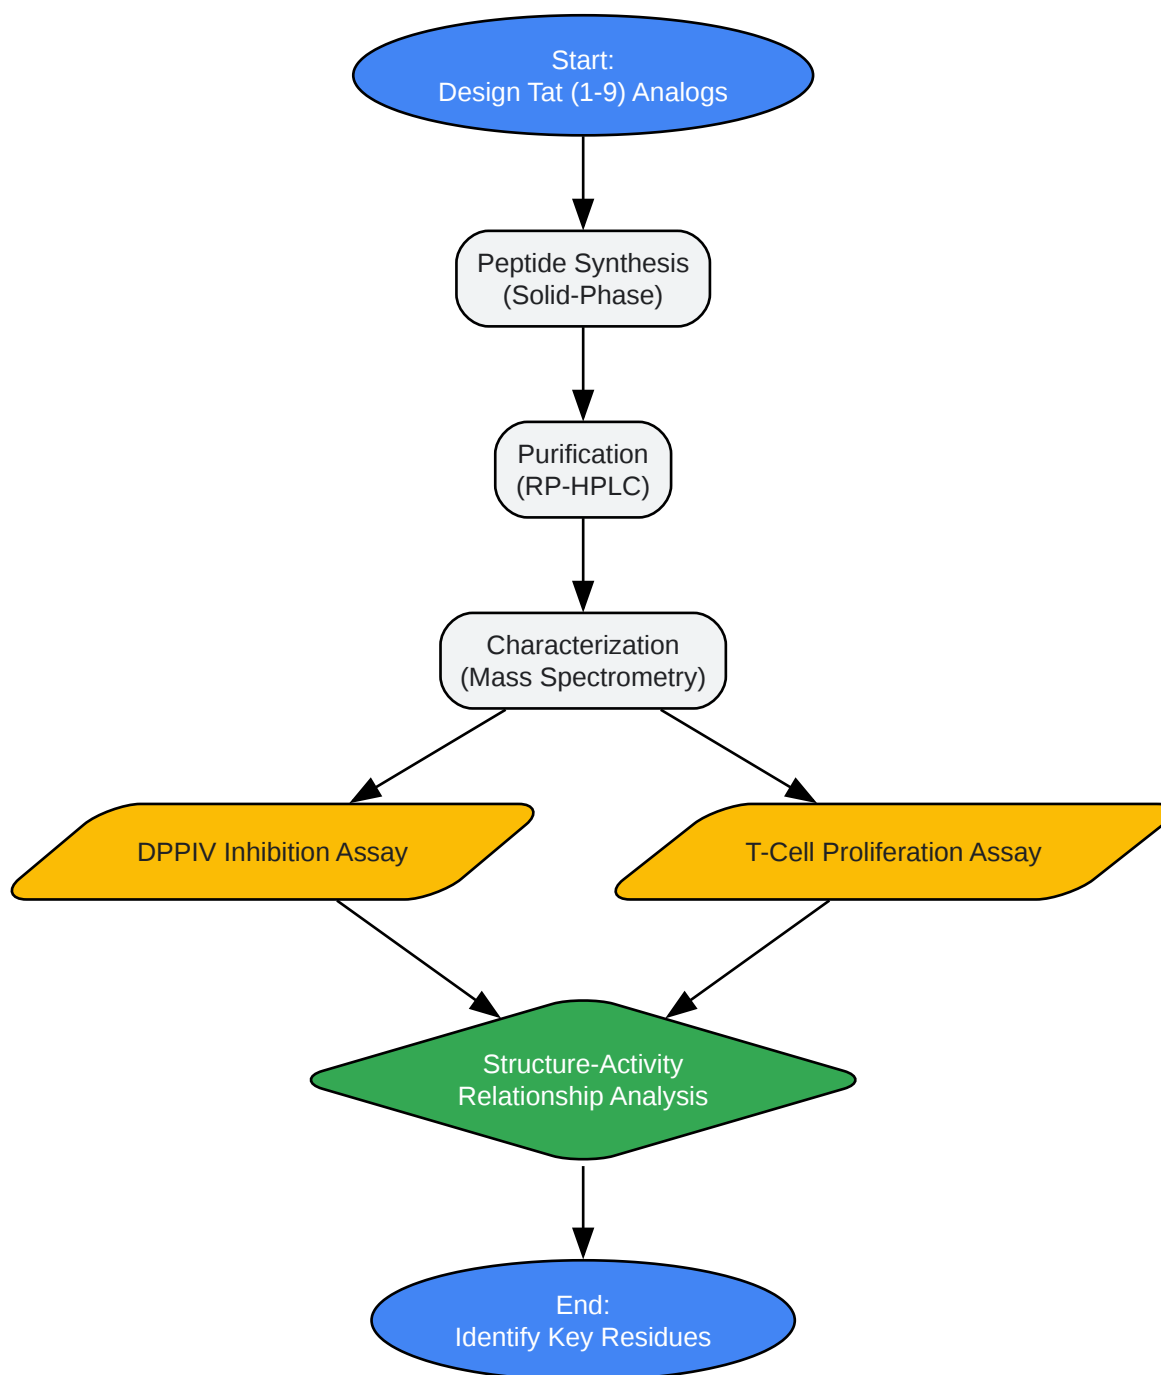 Start:
Design Tat (1-9) Analogs
Peptide Synthesis
(Solid-Phase)
Purification
(RP-HPLC)
Characterization
(Mass Spectrometry)
DPPIV Inhibition Assay
T-Cell Proliferation Assay
Structure-Activity
Relationship Analysis
End:
Identify Key Residues